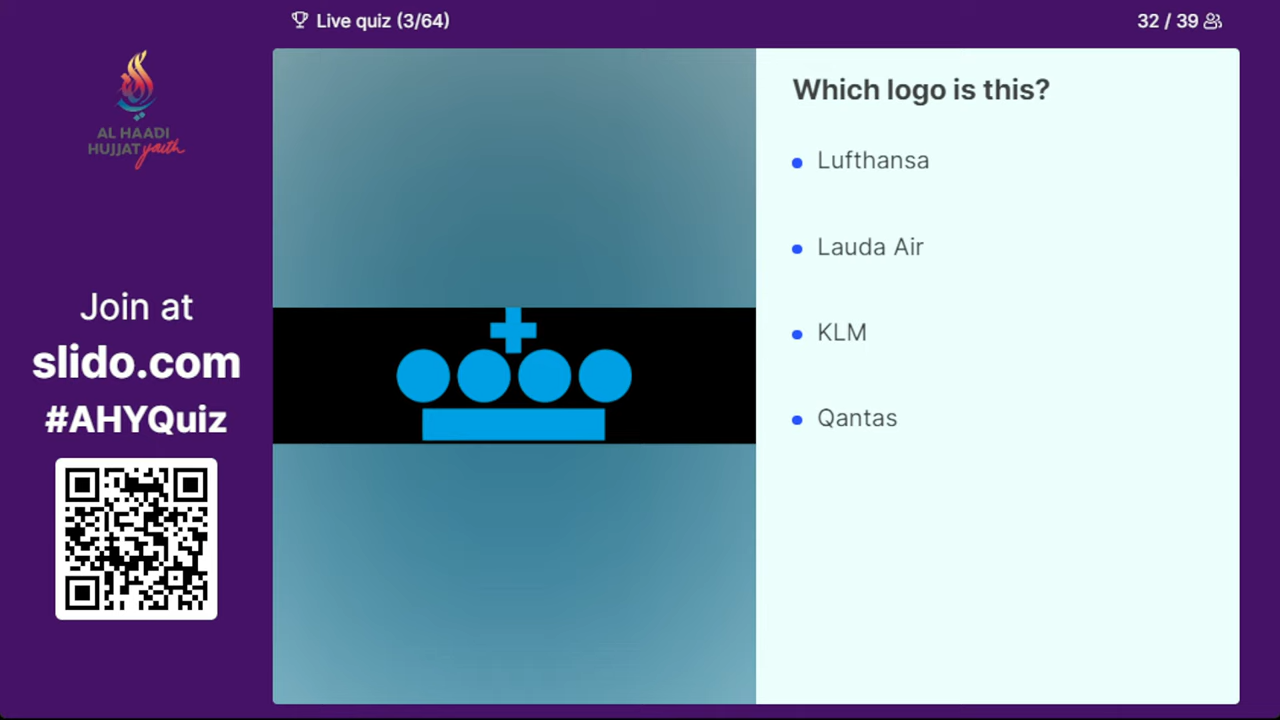 Live quiz (3/64)
32 / 39
AL HAADI
HUJJAT youth
Join at
slido.com
#AHYQuiz
Which logo is this?
Lufthansa
Lauda Air
KLM
Qantas